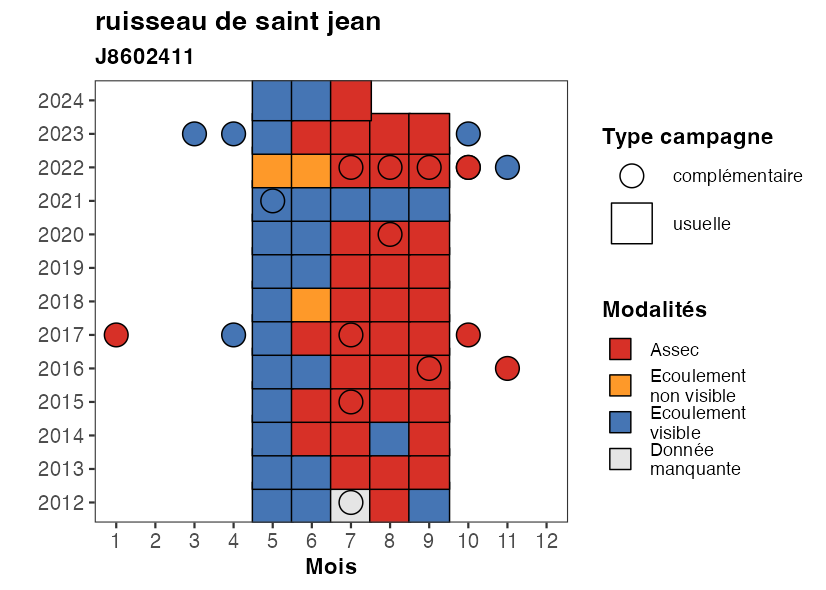 ruisseau de saint jean
J8602411
2024
2023
2022
2021
2020
2019
2018
2017
2016
2015
2014
2013
2012
1 2 3 4 5 6 7 8 9 10 11 12
Mois
Type campagne
complémentaire
usuelle
Modalités
Assec
Ecoulement
non visible
Ecoulement
visible
Donnée
manquante